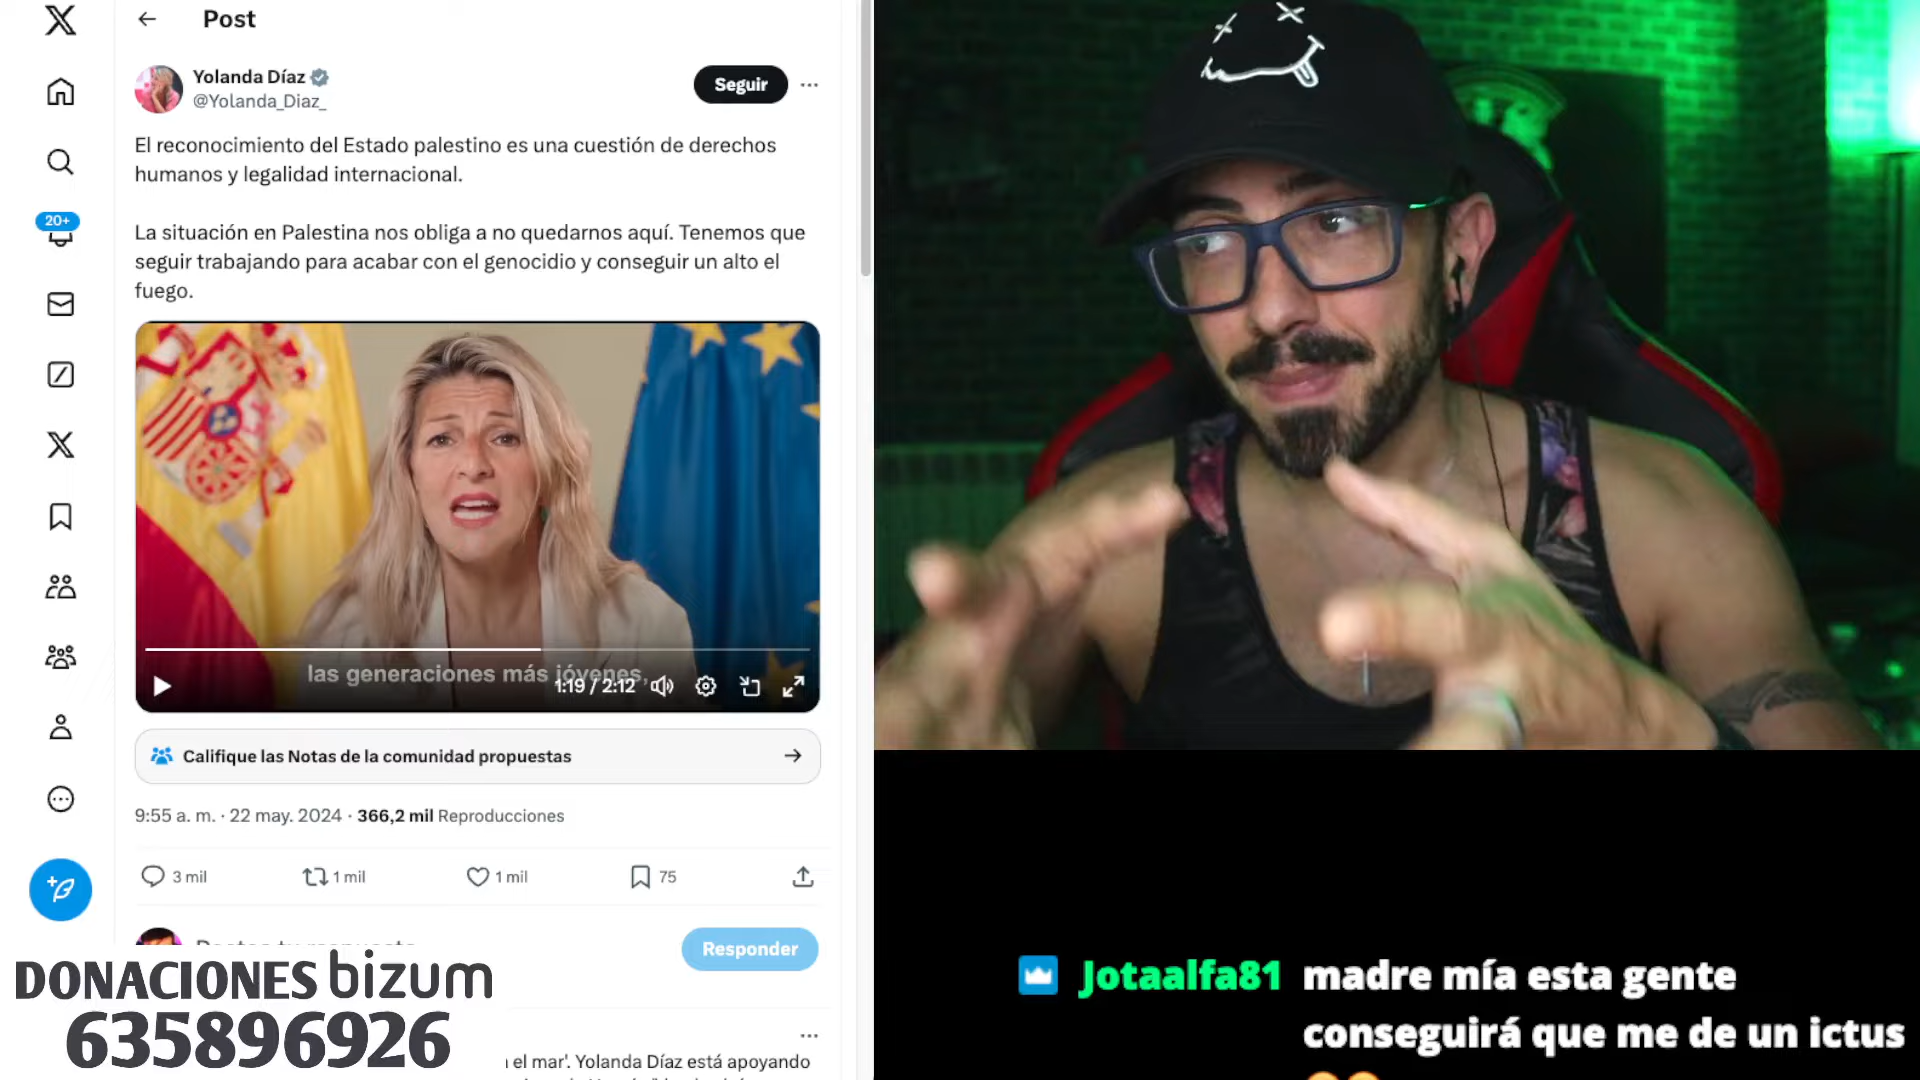 Post
Yolanda Díaz
@Yolanda_Diaz_
Seguir
El reconocimiento del Estado palestino es una cuestión de derechos
humanos y legalidad internacional.
La situación en Palestina nos obliga a no quedarnos aquí. Tenemos que
seguir trabajando para acabar con el genocidio y conseguir un alto el
fuego.
20+
las generaciones más jóvenes,
1:19 / 2:12
Califique las Notas de la comunidad propuestas
9:55 a. m. · 22 may. 2024 · 366,2 mil Reproducciones
3 mil
1 mil
1 mil
75
Responder
DONACIONES bizum
635896926
el mar'. Yolanda Díaz está apoyando
Jotaalfa81 madre mía esta gente
conseguirá que me de un ictus